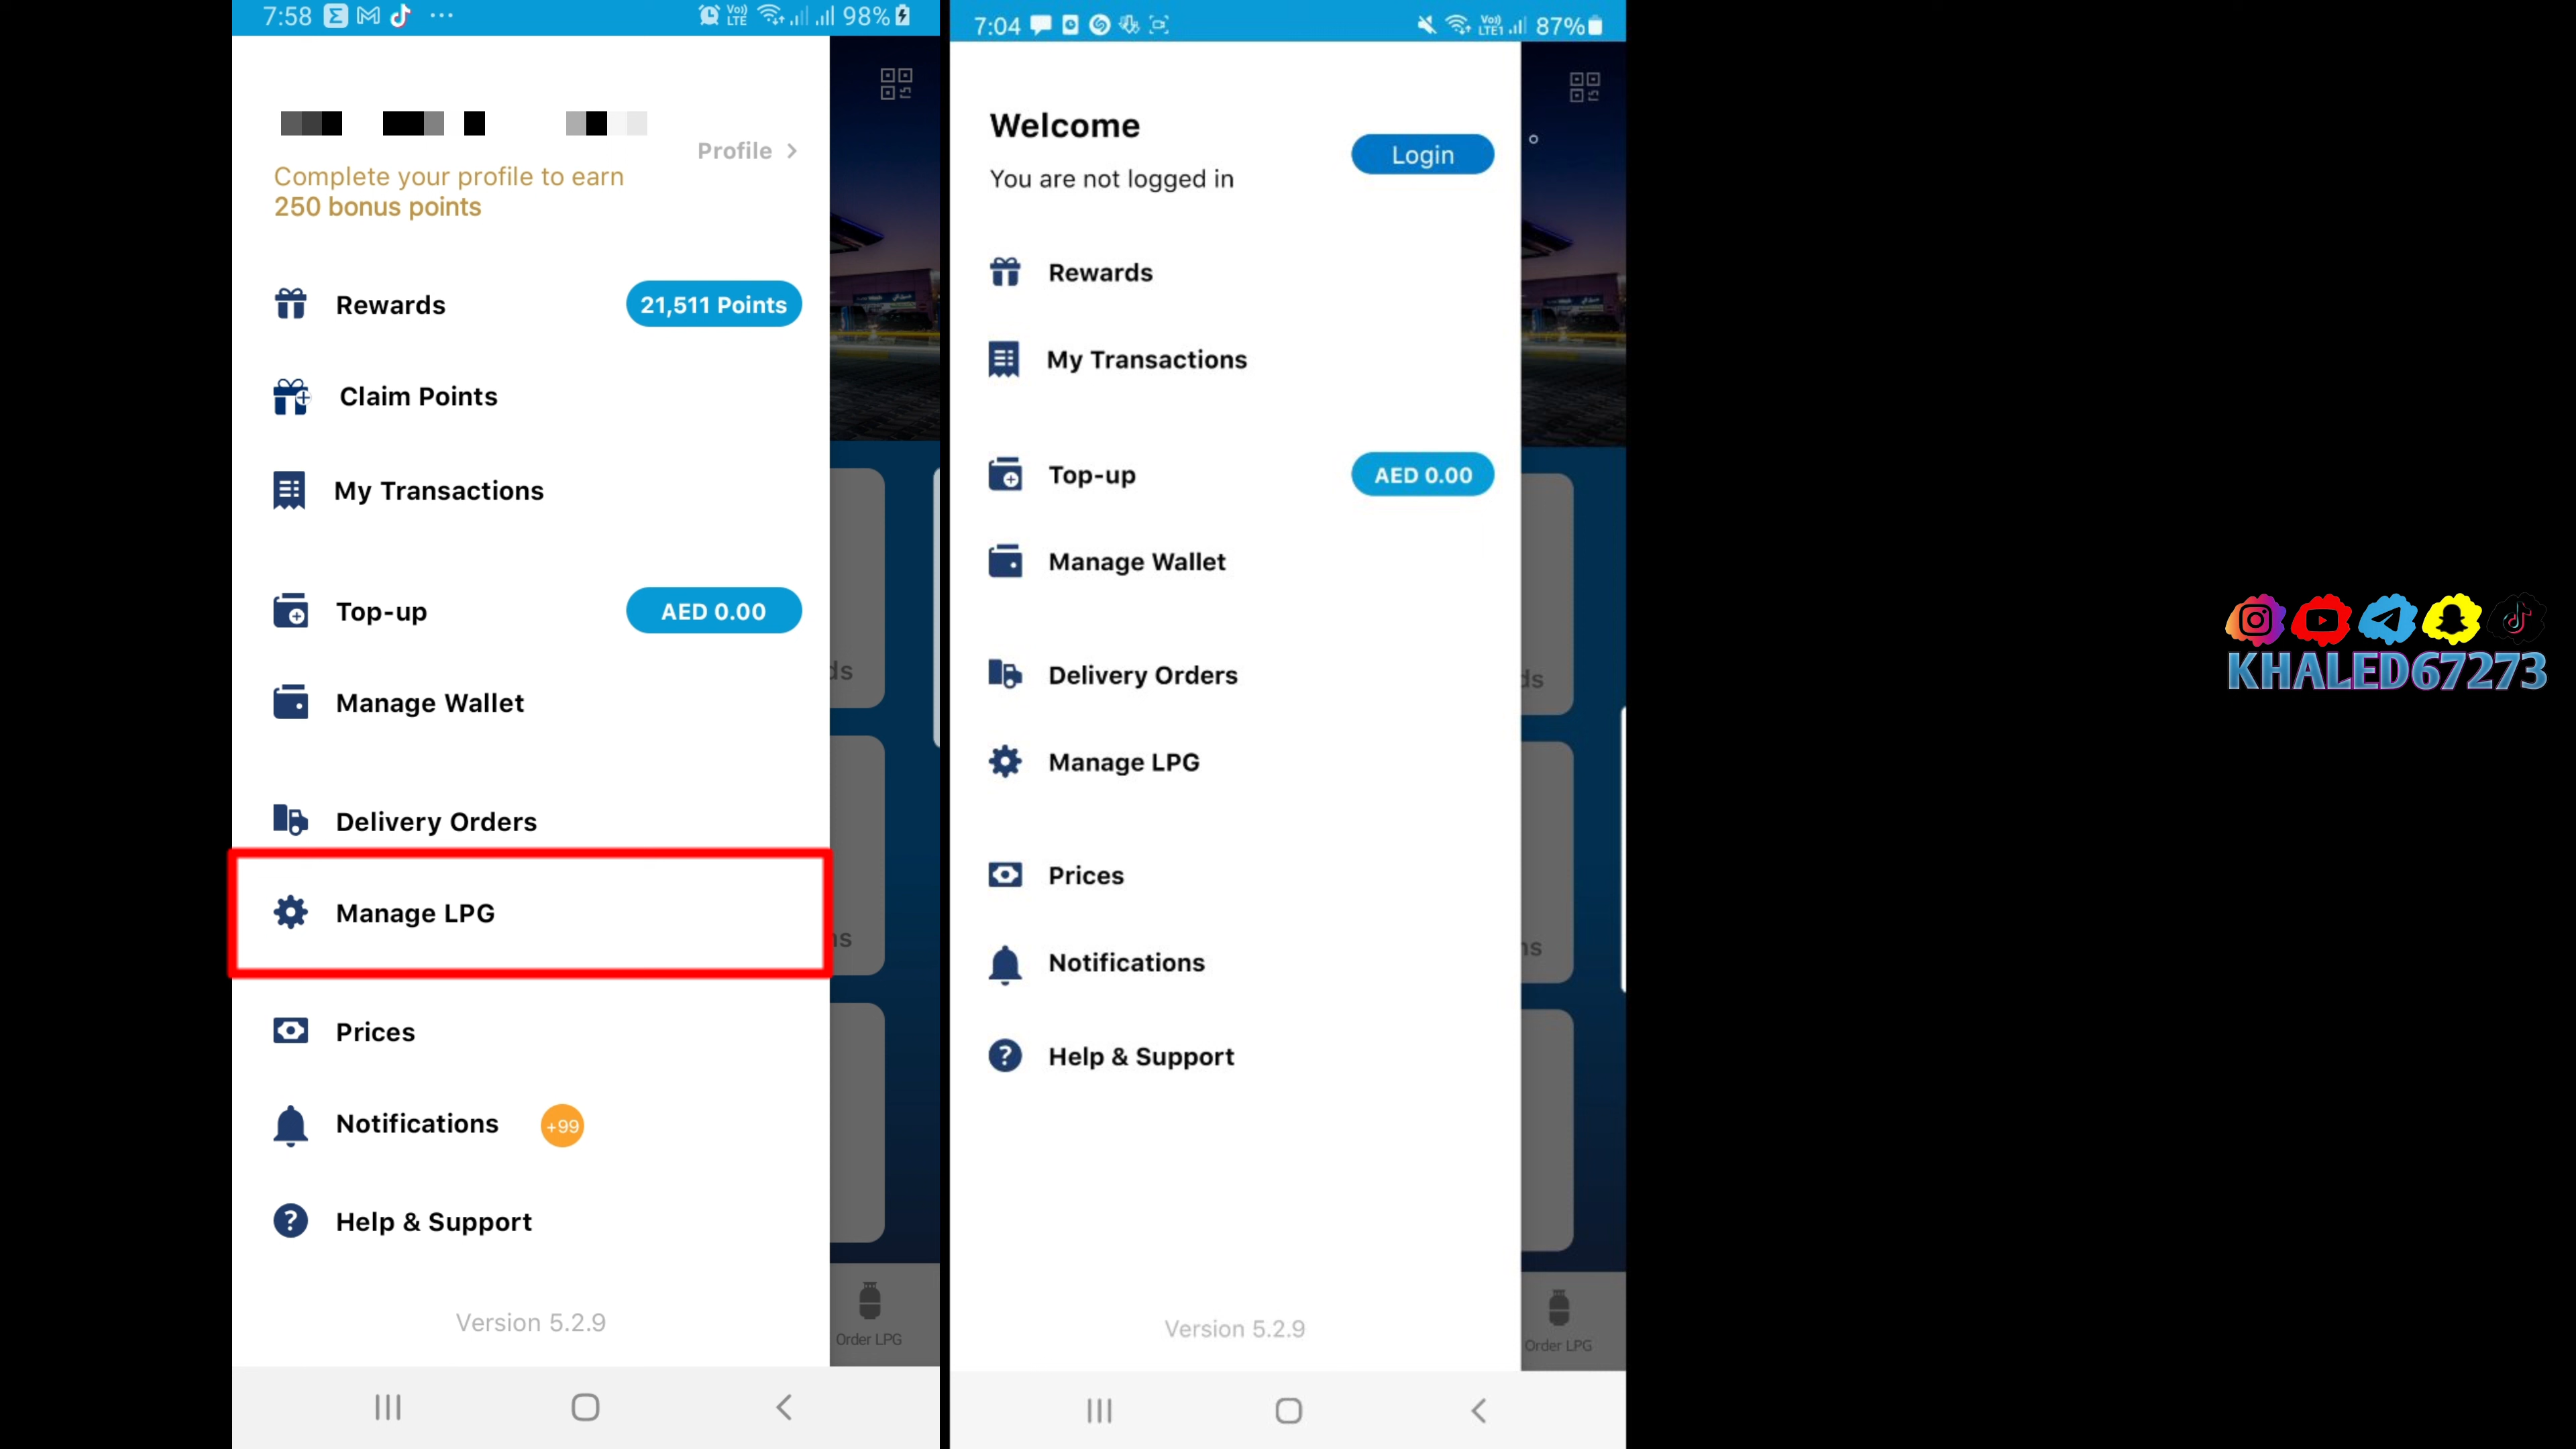 7:58
98%
Profile
Complete your profile to earn
250 bonus points
Rewards
21,511 Points
Claim Points
My Transactions
Top-up
AED 0.00
Manage Wallet
Delivery Orders
Manage LPG
Prices
Notifications
+99
Help & Support
Version 5.2.9
ds
ns
Order LPG
7:04
87%
Welcome
You are not logged in
Login
Rewards
My Transactions
Top-up
AED 0.00
Manage Wallet
Delivery Orders
Manage LPG
Prices
Notifications
Help & Support
Version 5.2.9
ds
ns
Order LPG
KHALED67273